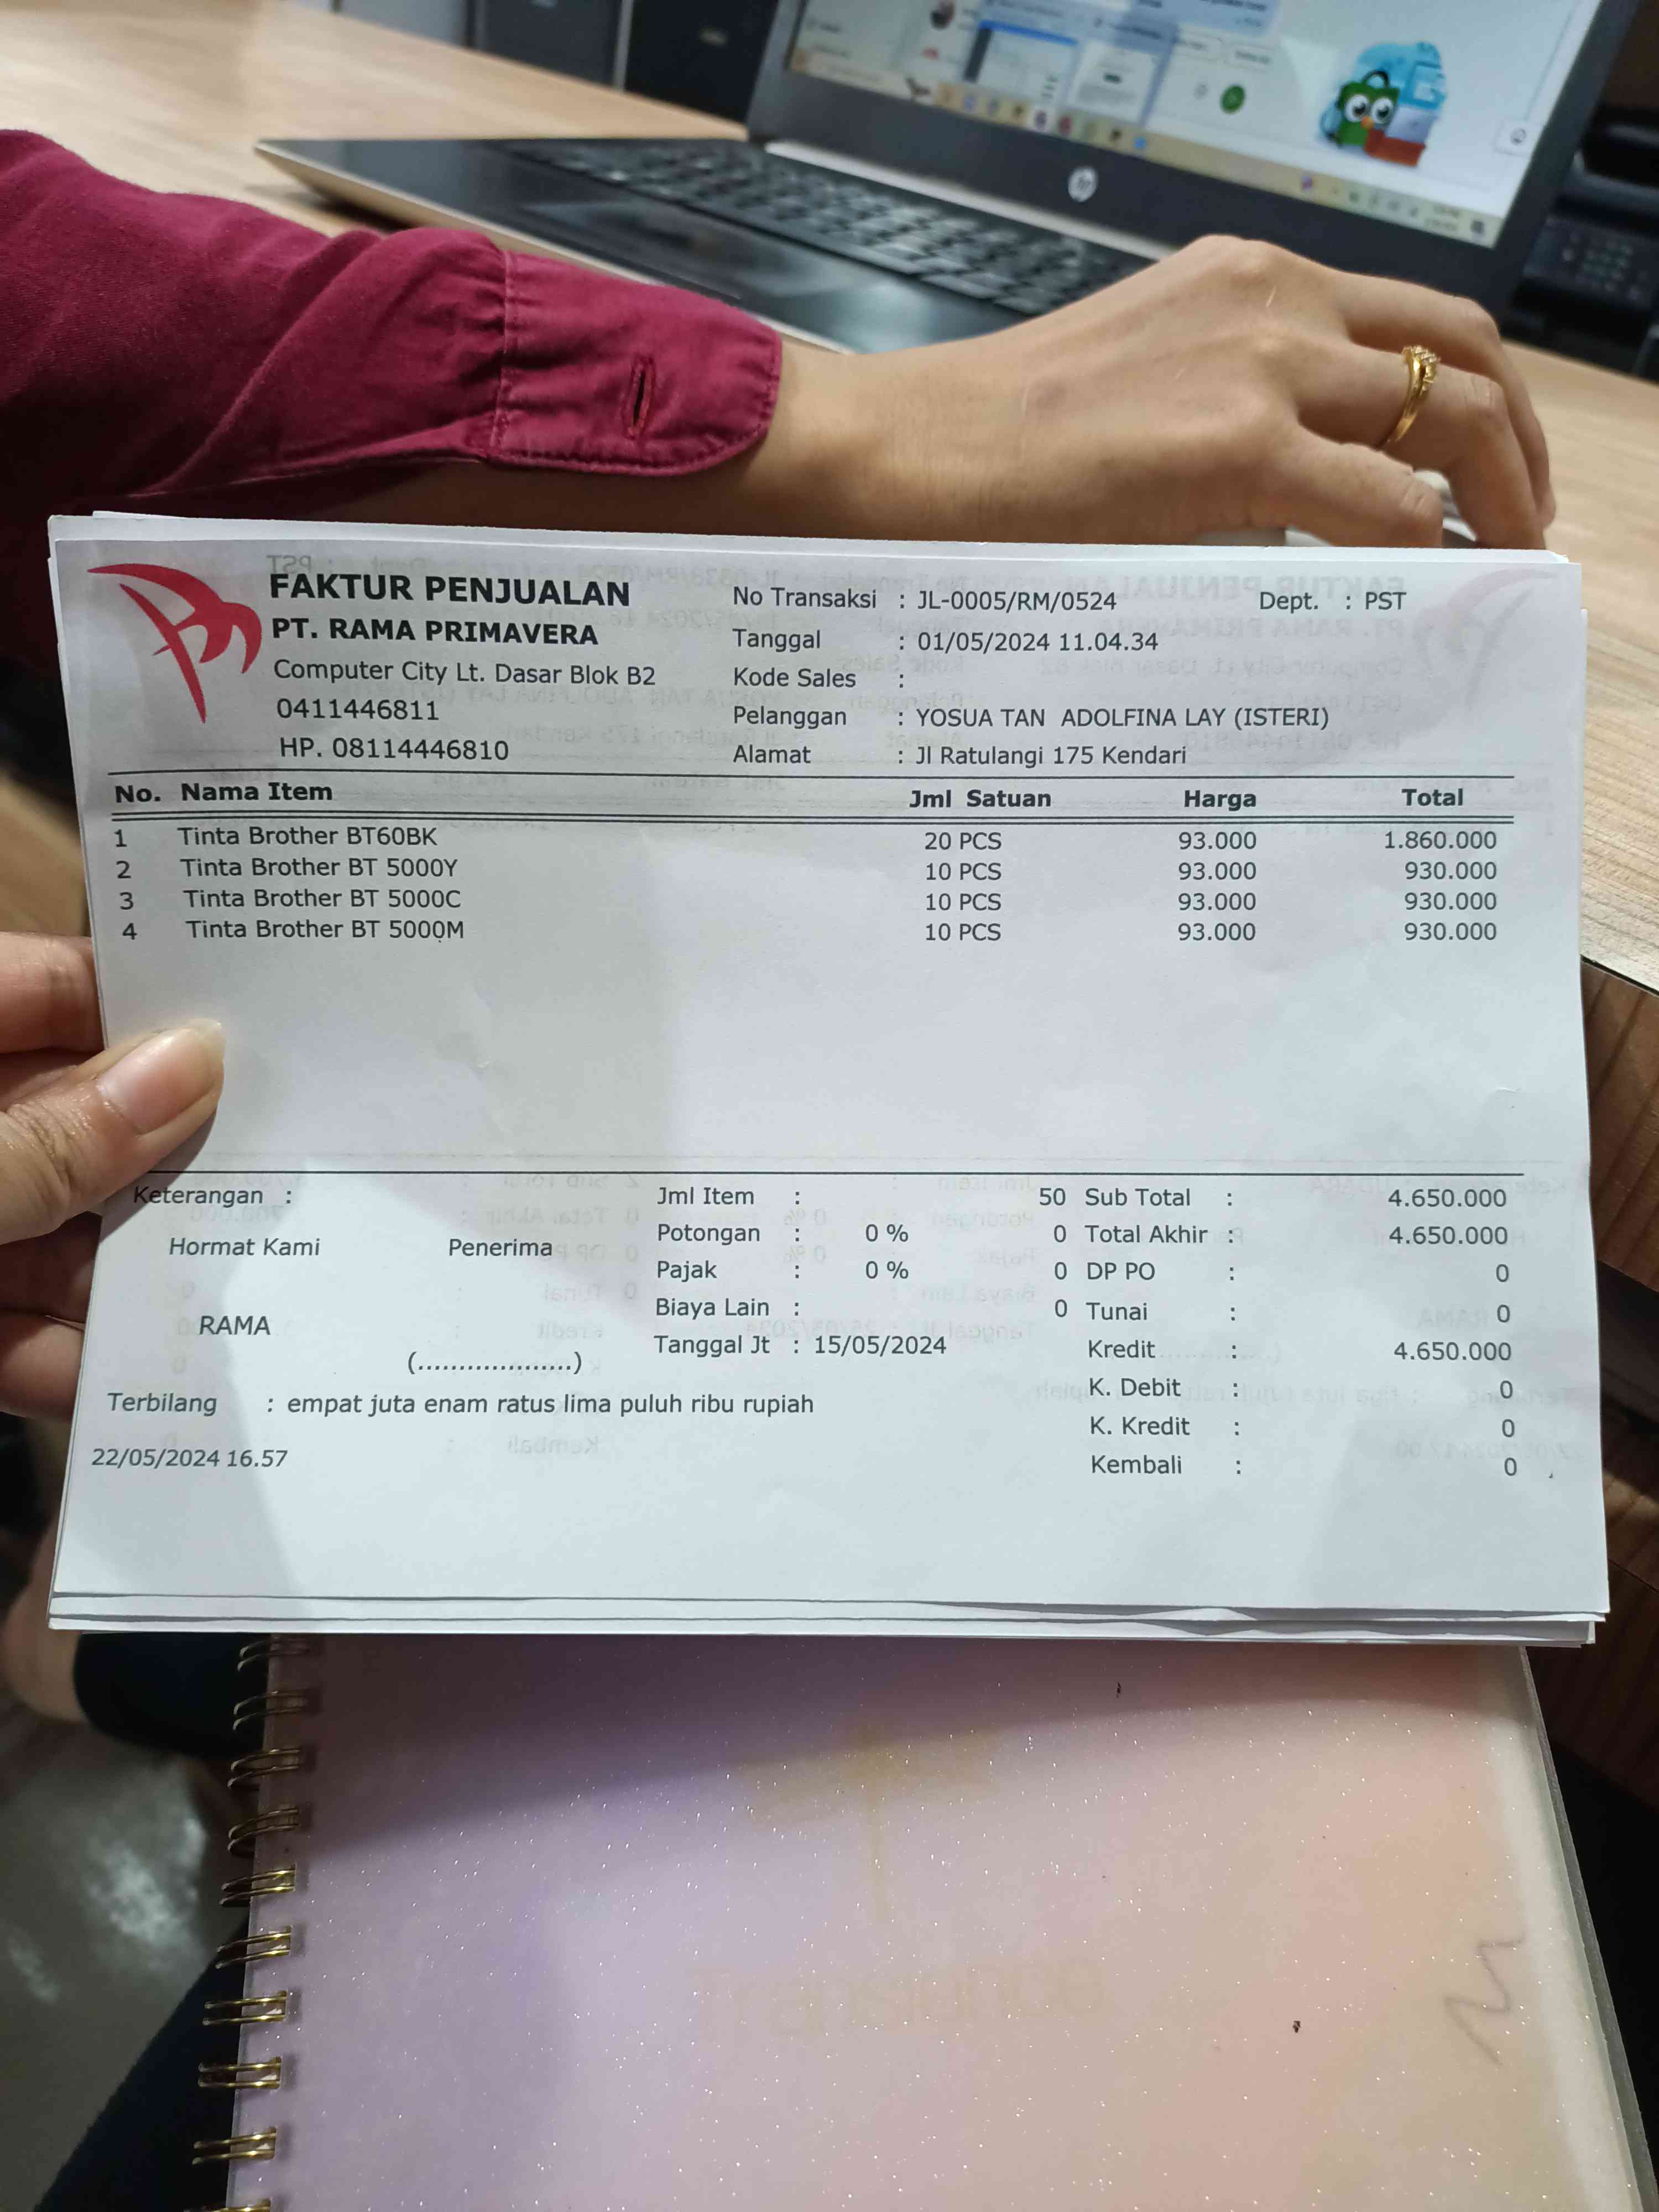 FAKTUR PENJUALAN
PT. RAMA PRIMAVERA
Computer City Lt. Dasar Blok B2
0411446811
HP. 08114446810
No Transaksi : JL-0005/RM/0524 Dept. : PST
Tanggal : 01/05/2024 11.04.34
Kode Sales :
Pelanggan : YOSUA TAN ADOLFINA LAY (ISTERI)
Alamat : Jl Ratulangi 175 Kendari
No. Nama Item Jml Satuan Harga Total
1 Tinta Brother BT60BK 20 PCS 93.000 1.860.000
2 Tinta Brother BT 5000Y 10 PCS 93.000 930.000
3 Tinta Brother BT 5000C 10 PCS 93.000 930.000
4 Tinta Brother BT 5000M 10 PCS 93.000 930.000
Keterangan :
Hormat Kami Penerima
RAMA
(...................)
Jml Item : 50
Potongan : 0 % 0
Pajak : 0 % 0
Biaya Lain : 0
Tanggal Jt : 15/05/2024
Sub Total : 4.650.000
Total Akhir : 4.650.000
DP PO : 0
Tunai : 0
Kredit : 4.650.000
K. Debit : 0
K. Kredit : 0
Kembali : 0
Terbilang : empat juta enam ratus lima puluh ribu rupiah
22/05/2024 16.57
hp